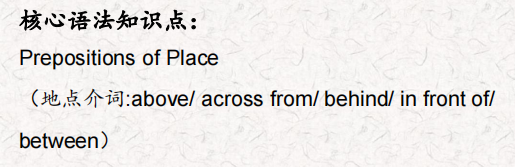 核心语法知识点：
Prepositions of Place
（地点介词:above/ across from/ behind/ in front of/
between）